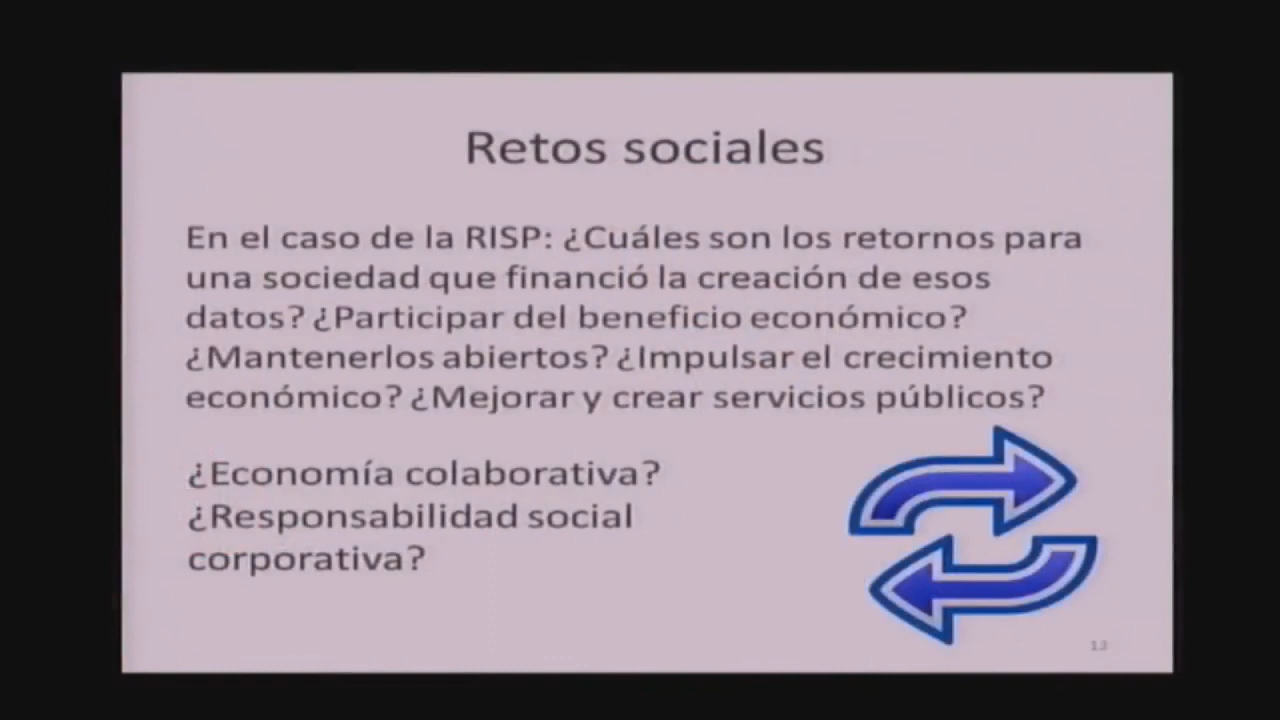 Retos sociales
En el caso de la RISP: ¿Cuáles son los retornos para
una sociedad que financió la creación de esos
datos? ¿Participar del beneficio económico?
¿Mantenerlos abiertos? ¿Impulsar el crecimiento
económico? ¿Mejorar y crear servicios públicos?
¿Economía colaborativa?
¿Responsabilidad social
corporativa?